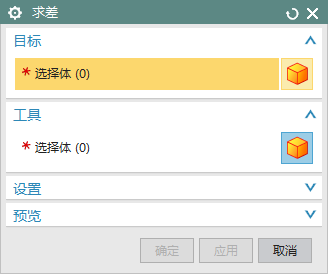 求差
目标
* 选择体 (0)
工具
* 选择体 (0)
设置
预览
确定 应用 取消